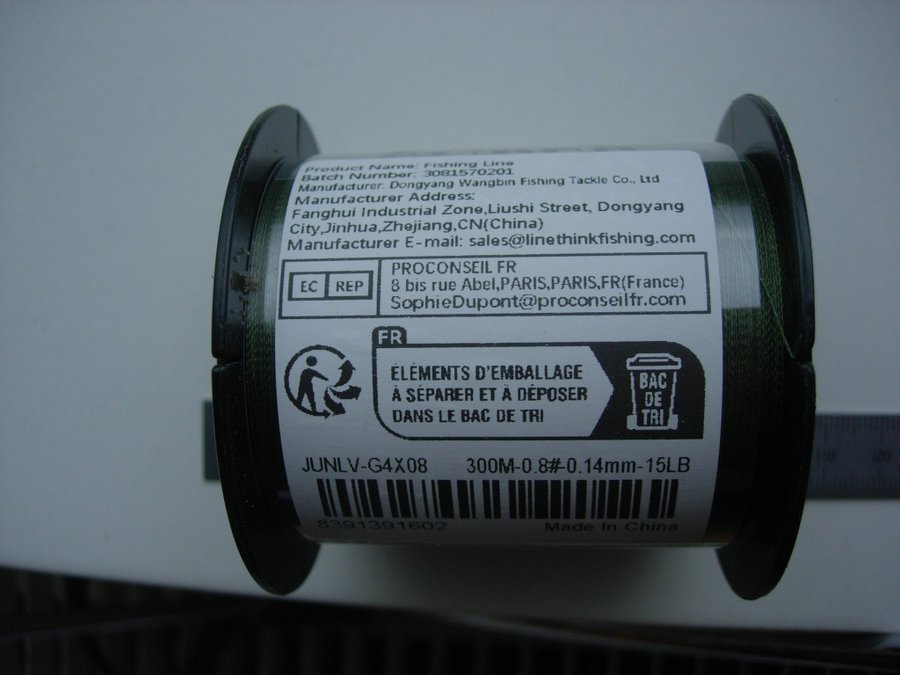 Product Name: Fishing Line
Batch Number: 3081570201
Manufacturer: Dongyang Wangbin Fishing Tackle Co., Ltd
Manufacturer Address:
Fanghui Industrial Zone,Liushi Street, Dongyang
City,Jinhua,Zhejiang,CN(China)
Manufacturer E-mail: sales@linethinkfishing.com
EC REP
PROCONSEIL FR
8 bis rue Abel,PARIS,PARIS,FR(France)
SophieDupont@proconseilfr.com
FR
ÉLÉMENTS D'EMBALLAGE
À SÉPARER ET À DÉPOSER
DANS LE BAC DE TRI
BAC
DE
TRI
JUNLV-G4X08 300M-0.8#-0.14mm-15LB
8391391602 Made In China
110 120